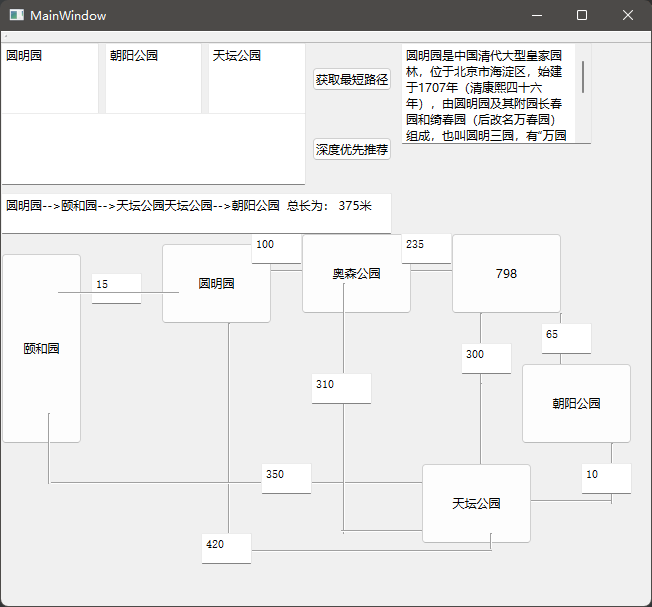 MainWindow
圆明园
朝阳公园
天坛公园
获取最短路径
深度优先推荐
圆明园是中国清代大型皇家园
林，位于北京市海淀区，始建
于1707年（清康熙四十六
年），由圆明园及其附园长春
园和绮春园（后改名万春园）
组成，也叫圆明三园，有“万园
圆明园-->颐和园-->天坛公园天坛公园-->朝阳公园 总长为: 375米
100
235
15
圆明园
奥森公园
798
颐和园
65
300
310
朝阳公园
350
10
天坛公园
420